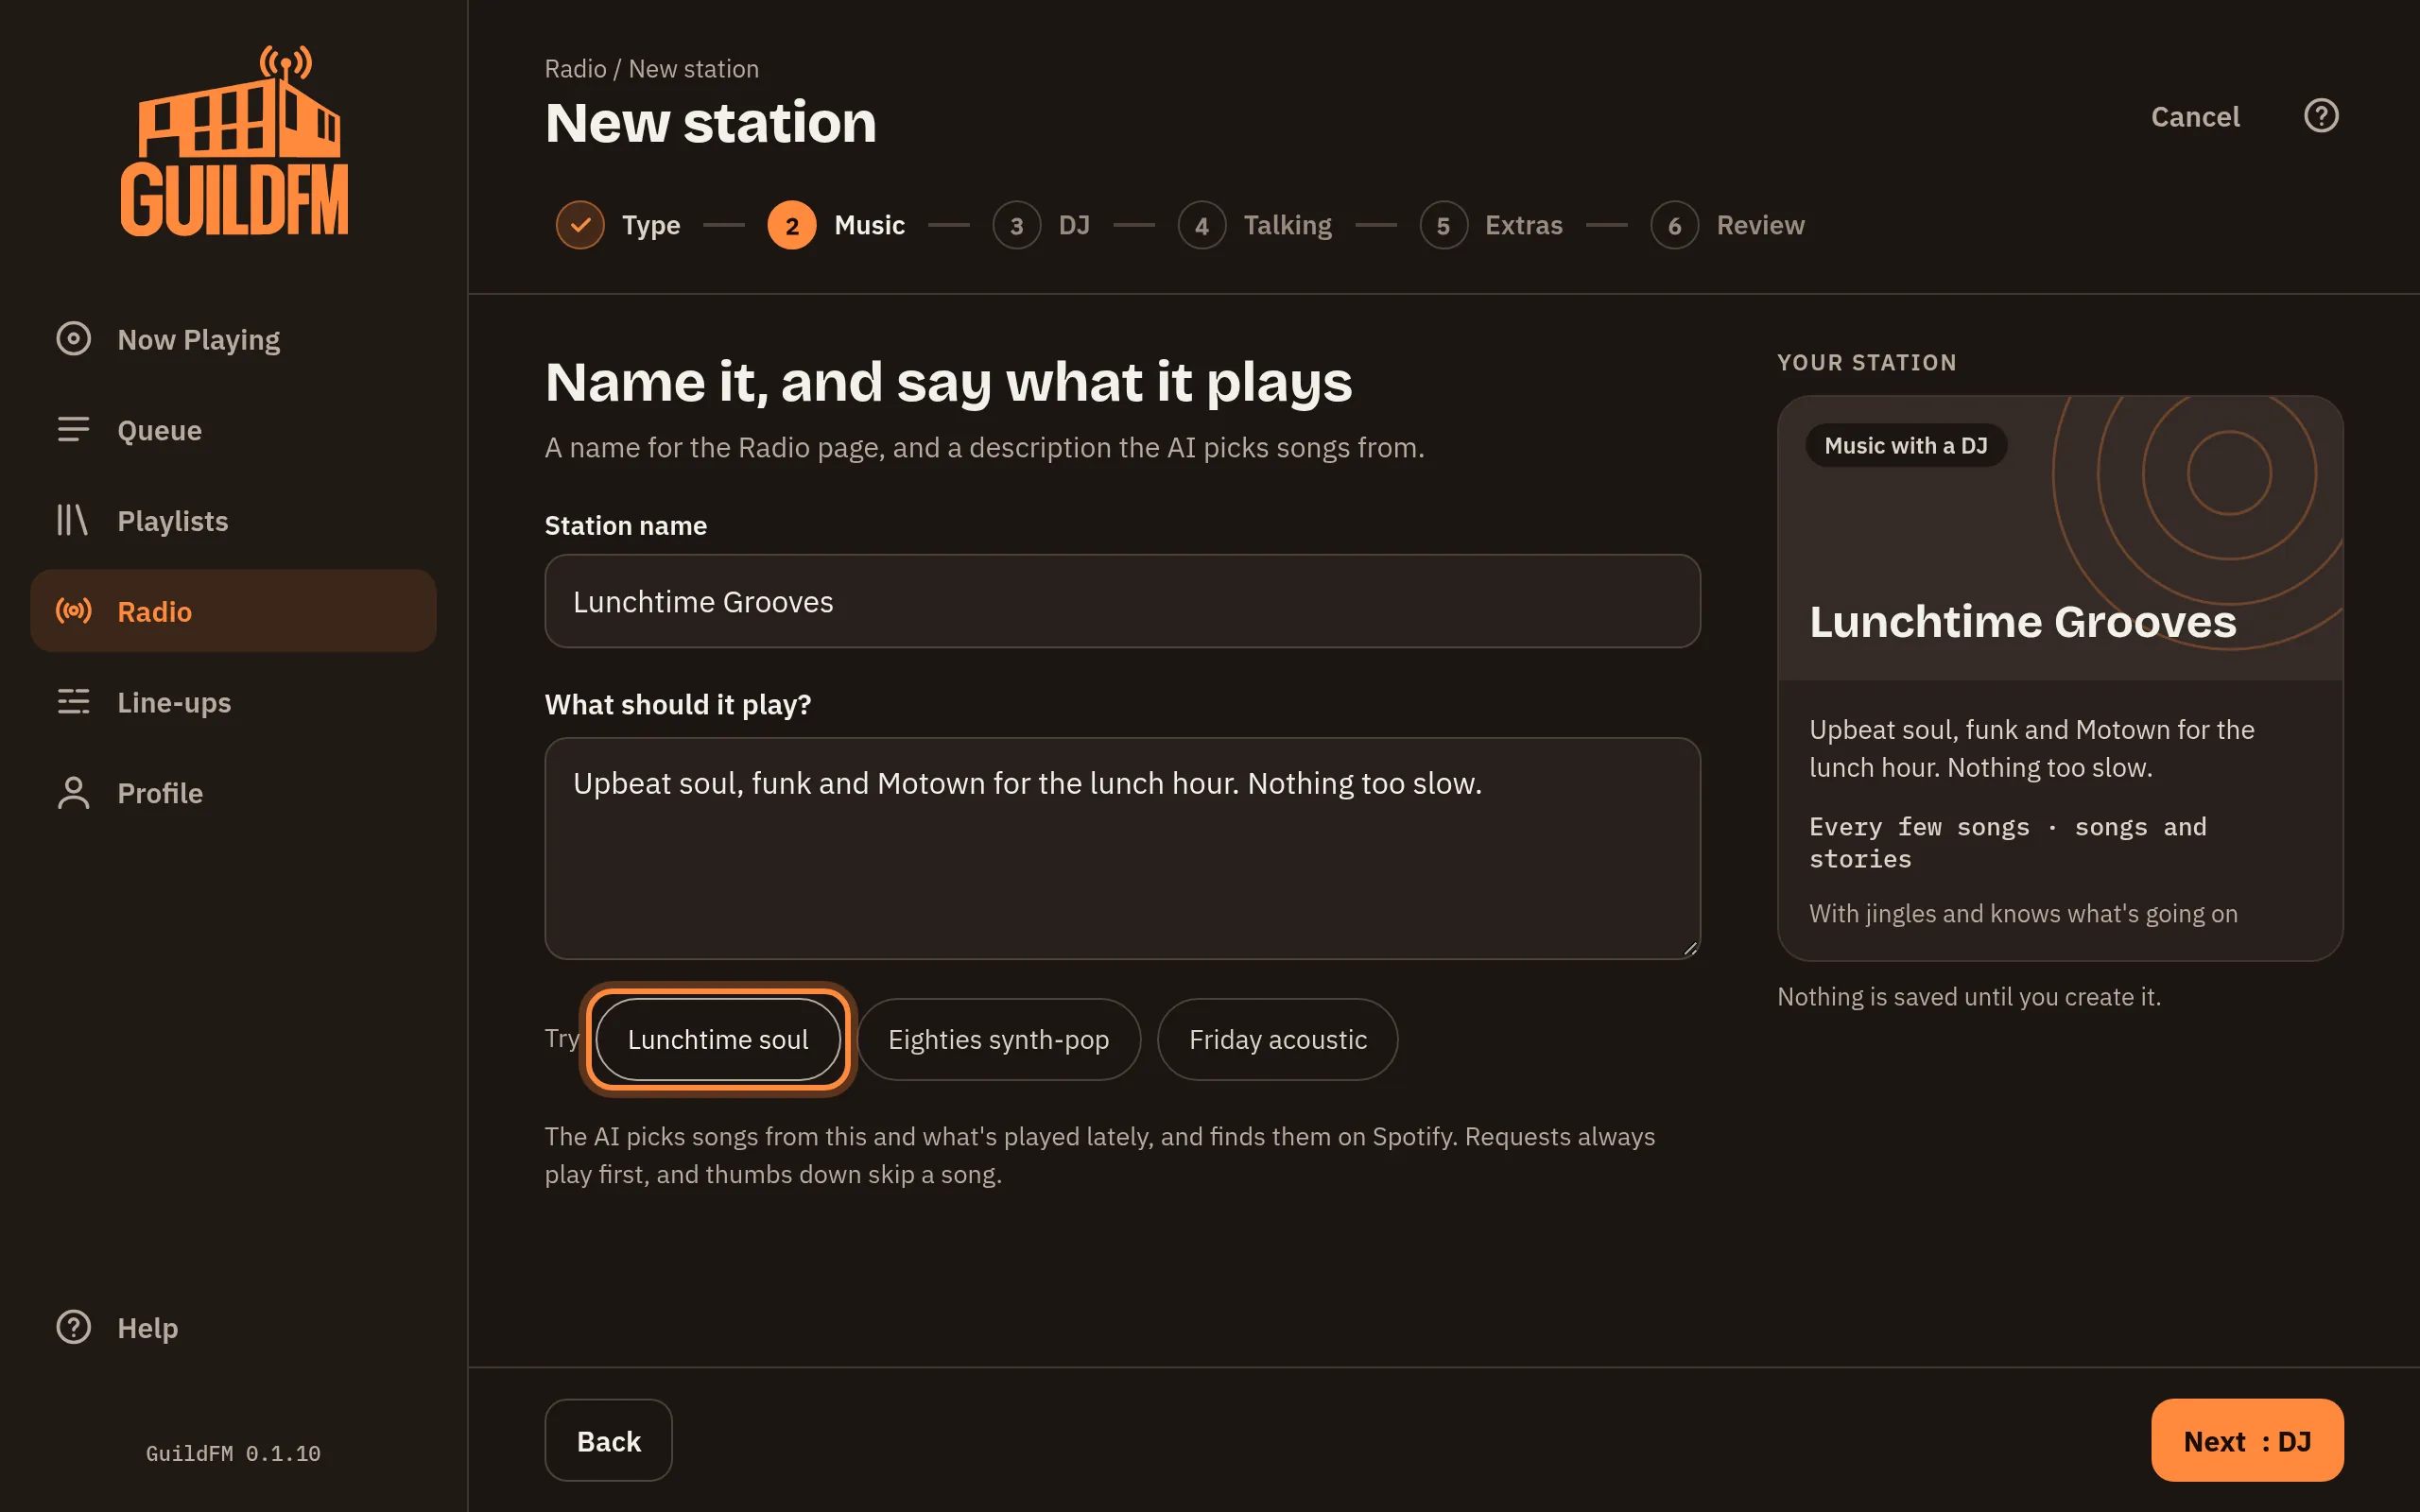 GUILDFM
Now Playing
Queue
Playlists
Radio
Line-ups
Profile
Help
GuildFM 0.1.10
Radio / New station
New station
Cancel
?
Type
2 Music
3 DJ
4 Talking
5 Extras
6 Review
Name it, and say what it plays
A name for the Radio page, and a description the AI picks songs from.
Station name
Lunchtime Grooves
What should it play?
Upbeat soul, funk and Motown for the lunch hour. Nothing too slow.
Try Lunchtime soul Eighties synth-pop Friday acoustic
The AI picks songs from this and what's played lately, and finds them on Spotify. Requests always
play first, and thumbs down skip a song.
YOUR STATION
Music with a DJ
Lunchtime Grooves
Upbeat soul, funk and Motown for the
lunch hour. Nothing too slow.
Every few songs · songs and
stories
With jingles and knows what's going on
Nothing is saved until you create it.
Back
Next : DJ